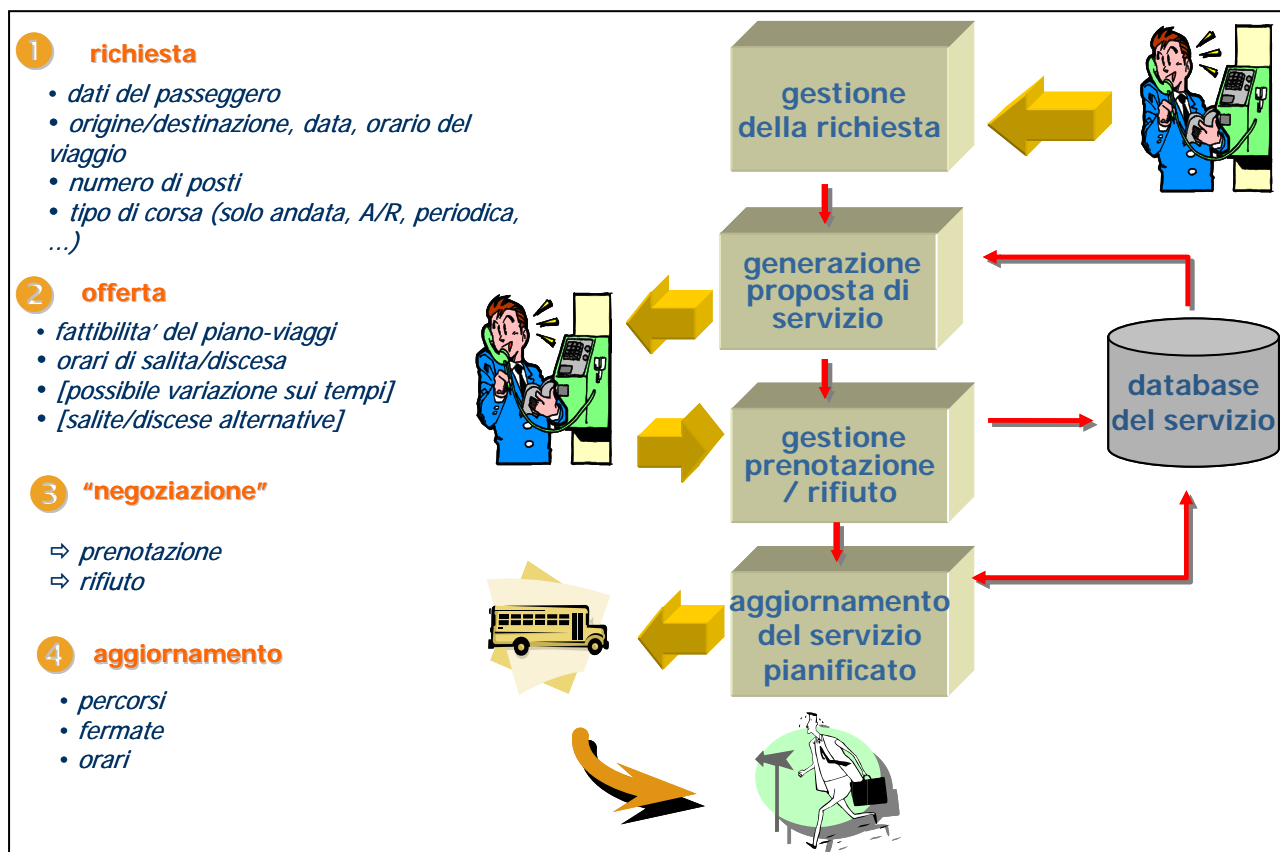 1 richiesta
• dati del passeggero
• origine/destinazione, data, orario del
viaggio
• numero di posti
• tipo di corsa (solo andata, A/R, periodica,
...)
2 offerta
• fattibilita' del piano-viaggi
• orari di salita/discesa
• [possibile variazione sui tempi]
• [salite/discese alternative]
3 “negoziazione”
⇨ prenotazione
⇨ rifiuto
4 aggiornamento
• percorsi
• fermate
• orari
gestione
della richiesta
generazione
proposta di
servizio
gestione
prenotazione
/ rifiuto
aggiornamento
del servizio
pianificato
database
del servizio